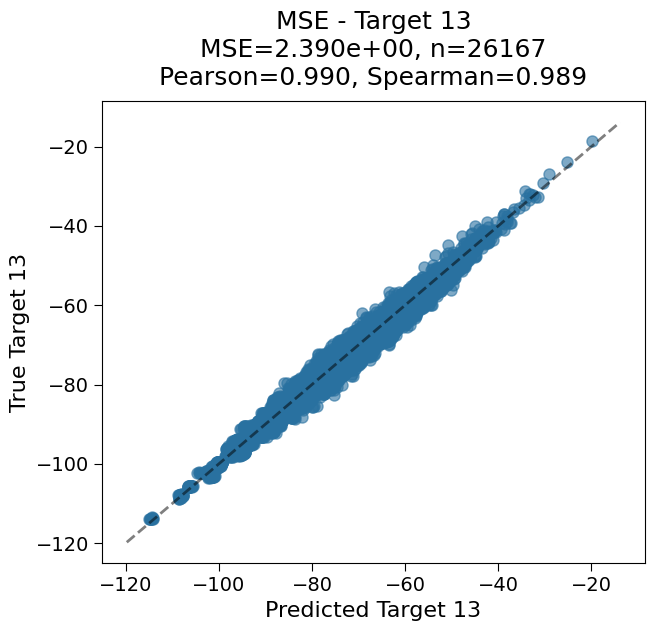 MSE - Target 13
MSE=2.390e+00, n=26167
Pearson=0.990, Spearman=0.989
True Target 13
−20
−40
−60
−80
−100
−120
−120 −100 −80 −60 −40 −20
Predicted Target 13